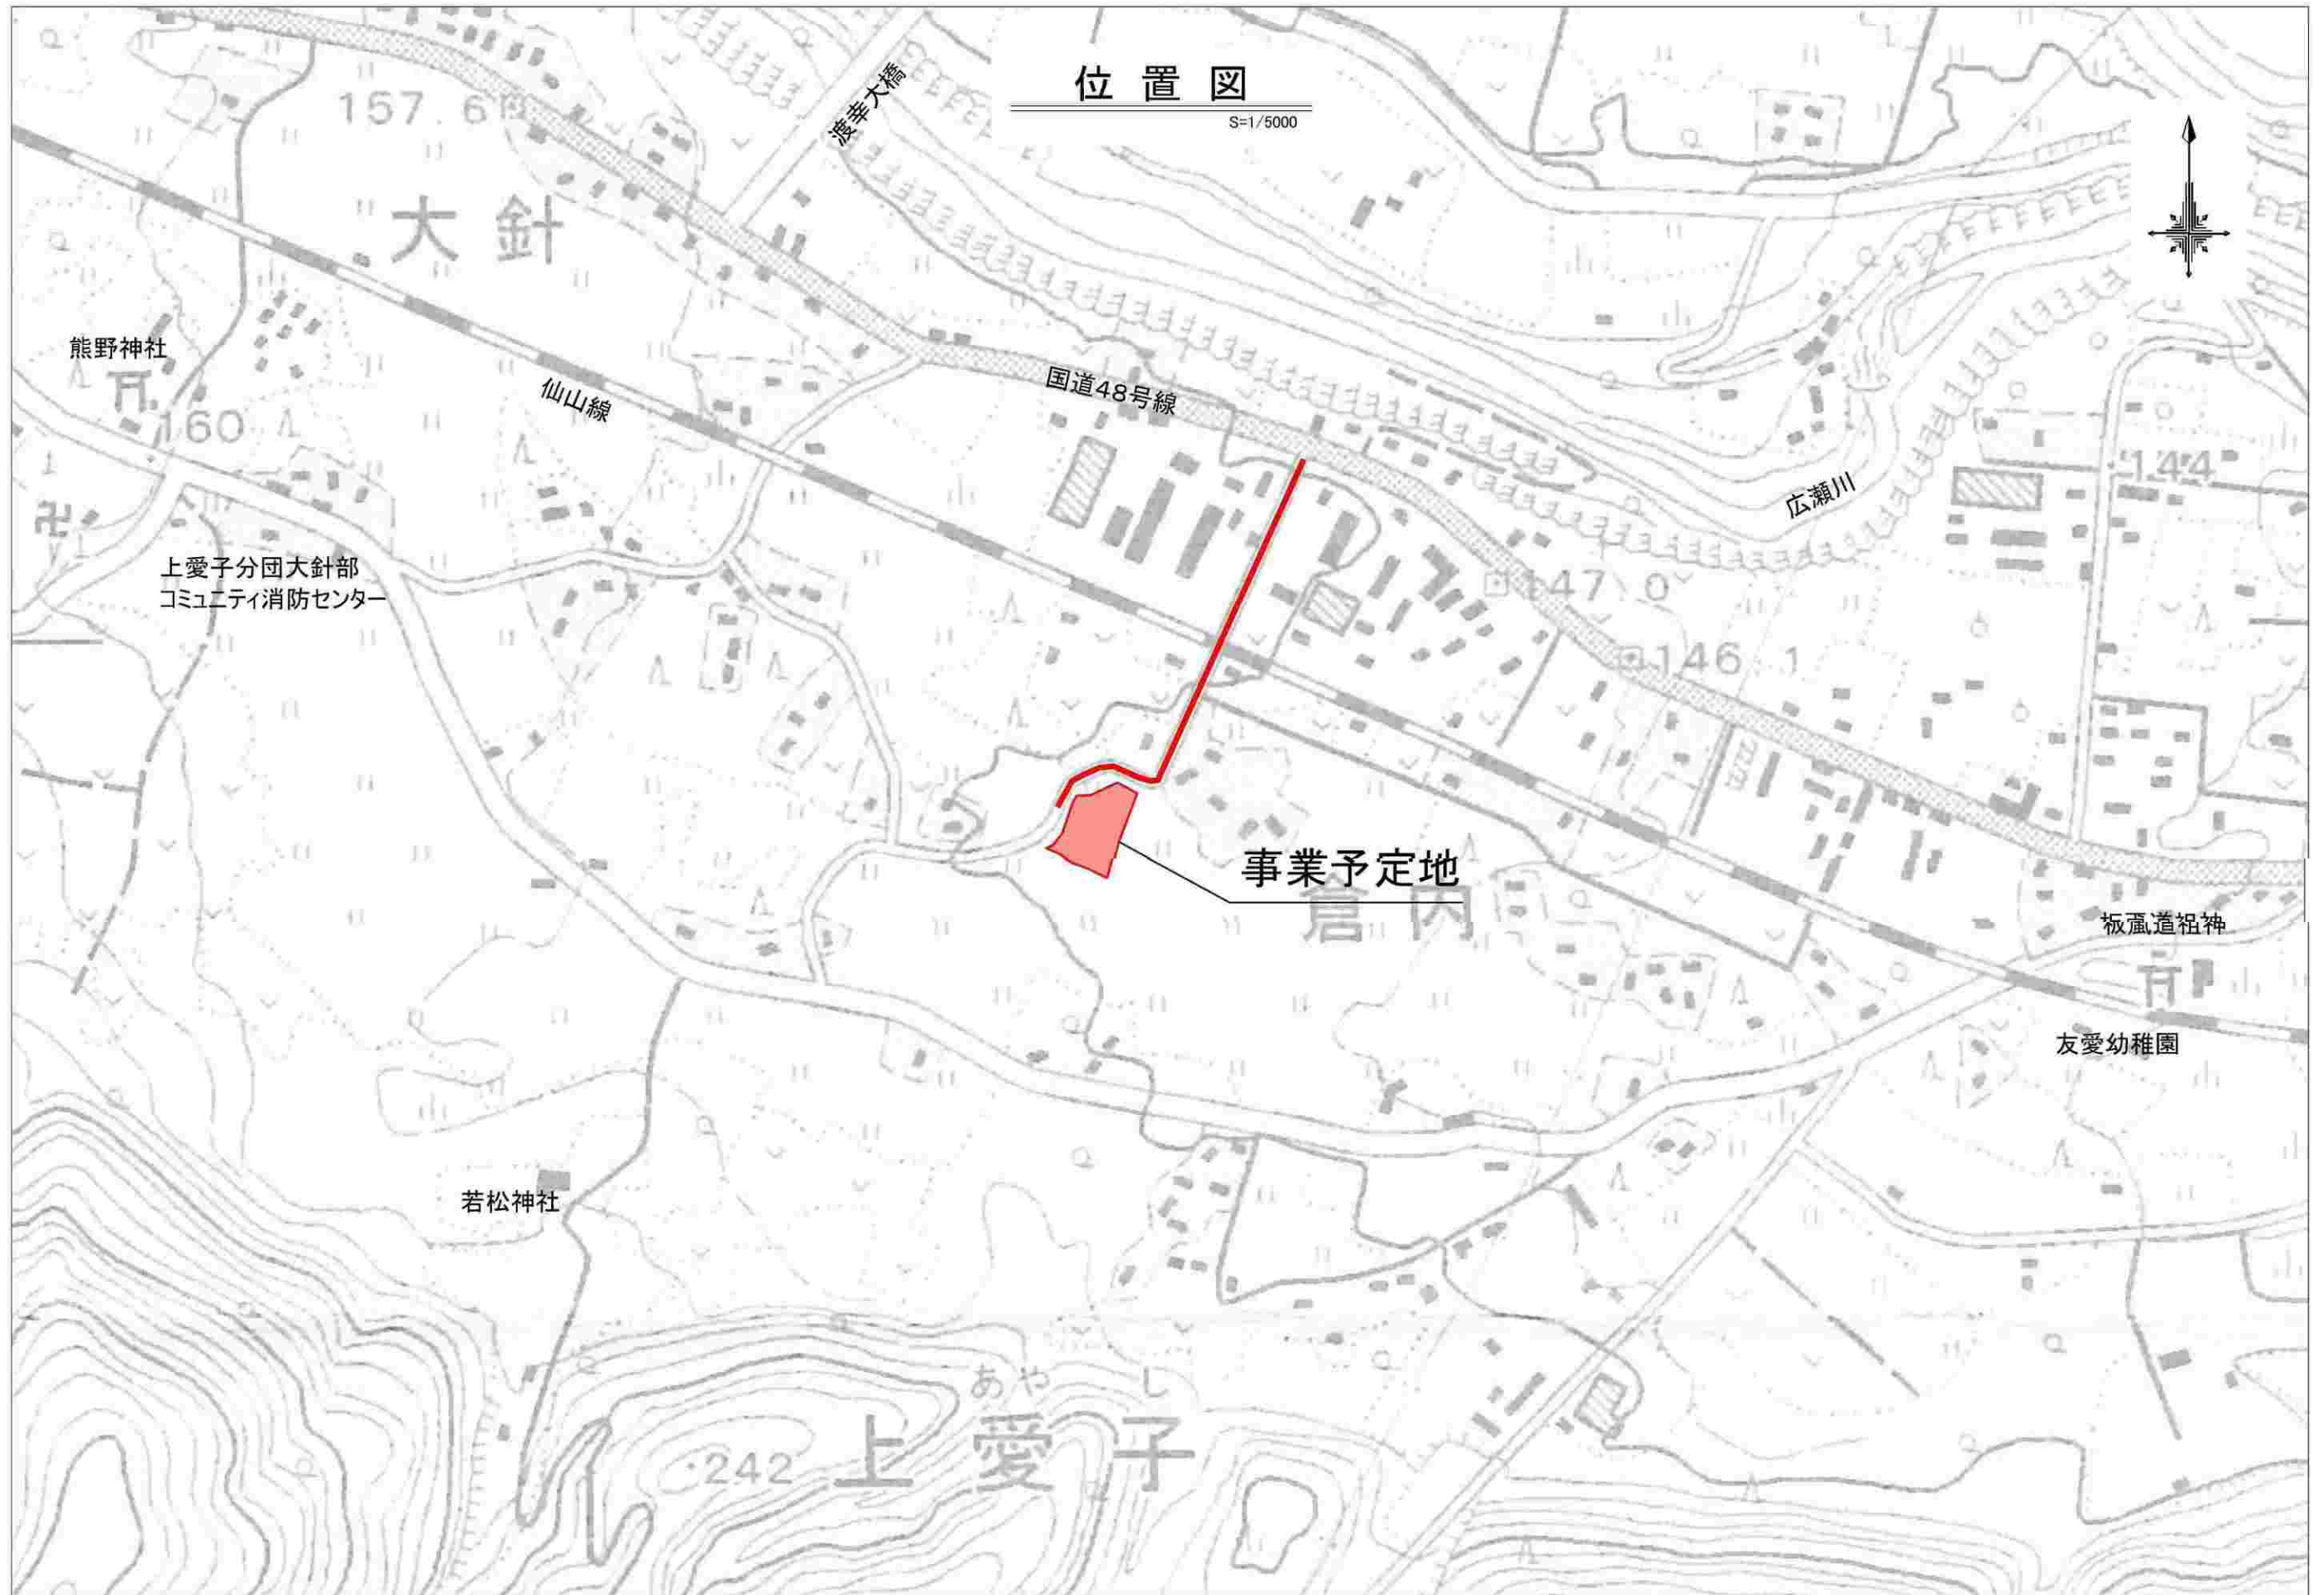 位置図
S=1/5000
渡幸大橋
157.6
大針
熊野神社
160
仙山線
国道48号線
広瀬川
144
上愛子分団大針部
コミュニティ消防センター
147.0
146.1
事業予定地
倉内
板颪道祖神
友愛幼稚園
若松神社
あやし
上愛子
242